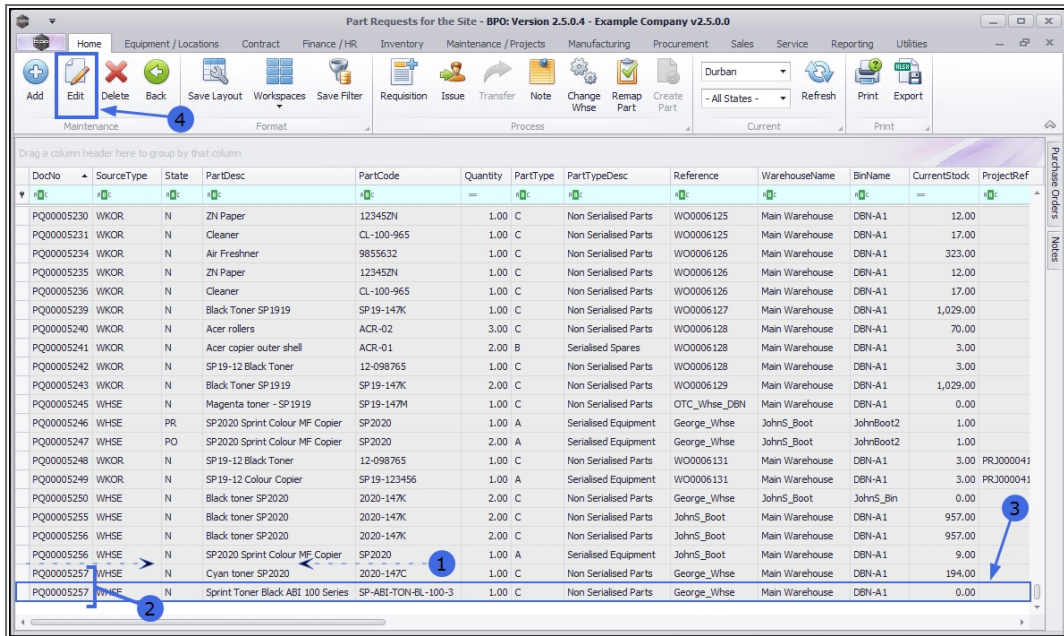 Part Requests for the Site - BPO: Version 2.5.0.4 - Example Company v2.5.0.0
Home Equipment / Locations Contract Finance / HR Inventory Maintenance / Projects Manufacturing Procurement Sales Service Reporting Utilities
Add Edit Delete Back Save Layout Workspaces Save Filter Requisition Issue Transfer Note Change Whse Remap Part Create Part Durban - All States - Refresh Print Export
4
Maintenance Format Process Current Print
Drag a column header here to group by that column
DocNo SourceType State PartDesc PartCode Quantity PartType PartTypeDesc Reference WarehouseName BinName CurrentStock ProjectRef
PQ00005230 WKOR N ZN Paper 12345ZN 1.00 C Non Serialised Parts WO0006125 Main Warehouse DBN-A1 12.00
PQ00005231 WKOR N Cleaner CL-100-965 1.00 C Non Serialised Parts WO0006125 Main Warehouse DBN-A1 17.00
PQ00005234 WKOR N Air Freshner 9855632 1.00 C Non Serialised Parts WO0006126 Main Warehouse DBN-A1 323.00
PQ00005235 WKOR N ZN Paper 12345ZN 1.00 C Non Serialised Parts WO0006126 Main Warehouse DBN-A1 12.00
PQ00005236 WKOR N Cleaner CL-100-965 1.00 C Non Serialised Parts WO0006126 Main Warehouse DBN-A1 17.00
PQ00005239 WKOR N Black Toner SP1919 SP19-147K 1.00 C Non Serialised Parts WO0006127 Main Warehouse DBN-A1 1,029.00
PQ00005240 WKOR N Acer rollers ACR-02 3.00 C Non Serialised Parts WO0006128 Main Warehouse DBN-A1 70.00
PQ00005241 WKOR N Acer copier outer shell ACR-01 2.00 B Serialised Spares WO0006128 Main Warehouse DBN-A1 3.00
PQ00005242 WKOR N SP19-12 Black Toner 12-098765 1.00 C Non Serialised Parts WO0006128 Main Warehouse DBN-A1 3.00
PQ00005243 WKOR N Black Toner SP1919 SP19-147K 2.00 C Non Serialised Parts WO0006129 Main Warehouse DBN-A1 1,029.00
PQ00005245 WHSE N Magenta toner - SP1919 SP19-147M 1.00 C Non Serialised Parts OTC_Whse_DBN Main Warehouse DBN-A1 0.00
PQ00005246 WHSE PR SP2020 Sprint Colour MF Copier SP2020 1.00 A Serialised Equipment George_Whse JohnS_Boot JohnBoot2 1.00
PQ00005247 WHSE PO SP2020 Sprint Colour MF Copier SP2020 2.00 A Serialised Equipment George_Whse JohnS_Boot JohnBoot2 1.00
PQ00005248 WKOR N SP19-12 Black Toner 12-098765 1.00 C Non Serialised Parts WO0006131 Main Warehouse DBN-A1 3.00 PRJ000041
PQ00005249 WKOR N SP19-12 Colour Copier SP19-123456 1.00 A Serialised Equipment WO0006131 Main Warehouse DBN-A1 3.00 PRJ000041
PQ00005250 WHSE N Black toner SP2020 2020-147K 2.00 C Non Serialised Parts George_Whse JohnS_Boot JohnS_Bin 0.00
3
PQ00005255 WHSE N Black toner SP2020 2020-147K 2.00 C Non Serialised Parts JohnS_Boot Main Warehouse DBN-A1 957.00
PQ00005256 WHSE N Black toner SP2020 2020-147K 2.00 C Non Serialised Parts JohnS_Boot Main Warehouse DBN-A1 957.00
PQ00005256 WHSE N SP2020 Sprint Colour MF Copier SP2020 1.00 A Serialised Equipment JohnS_Boot Main Warehouse DBN-A1 9.00
1
PQ00005257 WHSE N Cyan toner SP2020 2020-147C 1.00 C Non Serialised Parts George_Whse Main Warehouse DBN-A1 194.00
PQ00005257 WHSE N Sprint Toner Black ABI 100 Series SP-ABI-TON-BL-100-3 1.00 C Non Serialised Parts George_Whse Main Warehouse DBN-A1 0.00
2
Purchase Orders
Notes